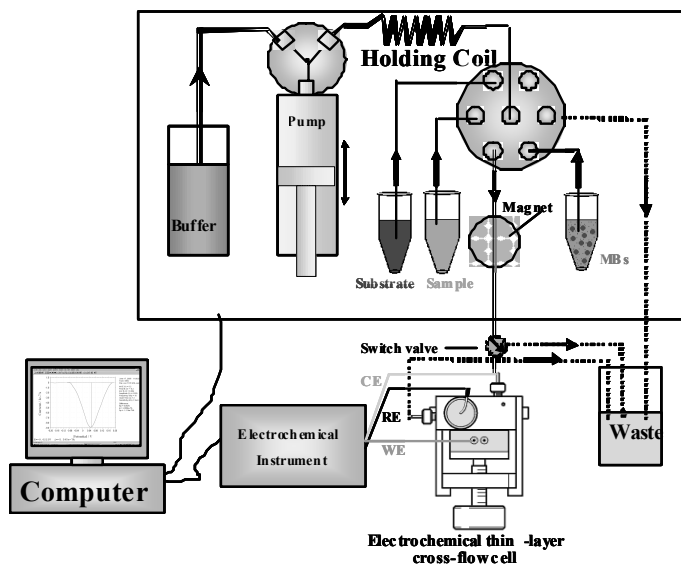 Holding Coil
Pump
Buffer
Magnet
Substrate
Sample
MBs
Switch valve
CE
RE
WE
Electrochemical
Instrument
Waste
Computer
Electrochemical thin -layer
cross-flow cell